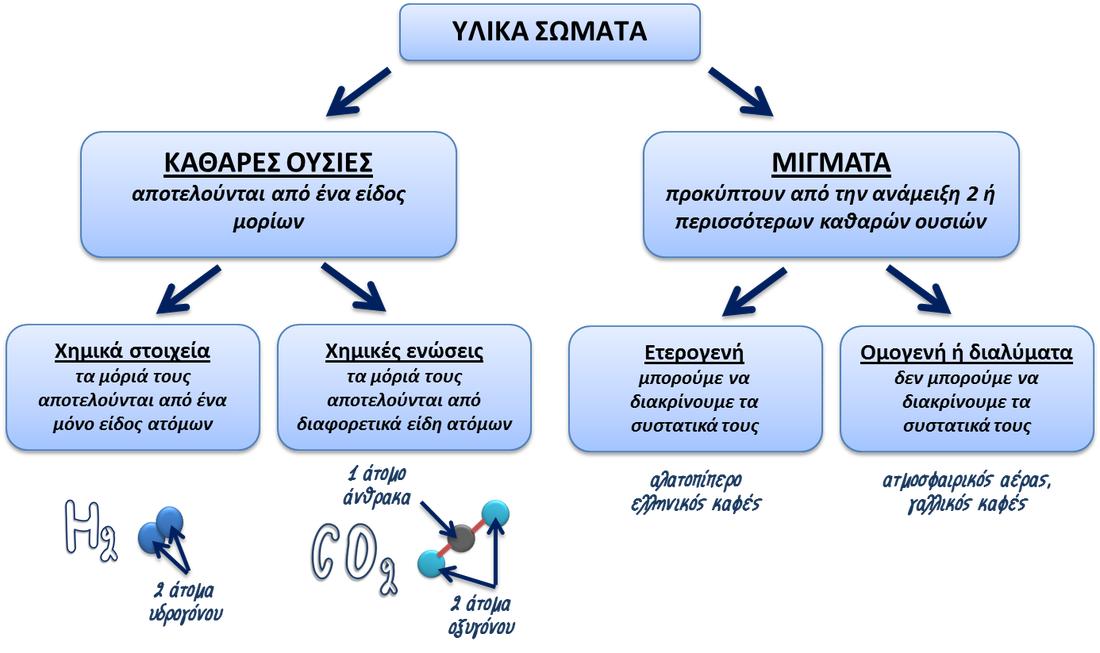 ΥΛΙΚΑ ΣΩΜΑΤΑ
ΚΑΘΑΡΕΣ ΟΥΣΙΕΣ
αποτελούνται από ένα είδος
μορίων
ΜΙΓΜΑΤΑ
προκύπτουν από την ανάμειξη 2 ή
περισσότερων καθαρών ουσιών
Χημικά στοιχεία
τα μόριά τους
αποτελούνται από ένα
μόνο είδος ατόμων
Χημικές ενώσεις
τα μόριά τους
αποτελούνται από
διαφορετικά είδη ατόμων
Ετερογενή
μπορούμε να
διακρίνουμε τα
συστατικά τους
Ομογενή ή διαλύματα
δεν μπορούμε να
διακρίνουμε τα
συστατικά τους
H2
2 άτομα
υδρογόνου
1 άτομο
άνθρακα
CO2
2 άτομα
οξυγόνου
αλατοπίπερο
ελληνικός καφές
ατμοσφαιρικός αέρας,
γαλλικός καφές